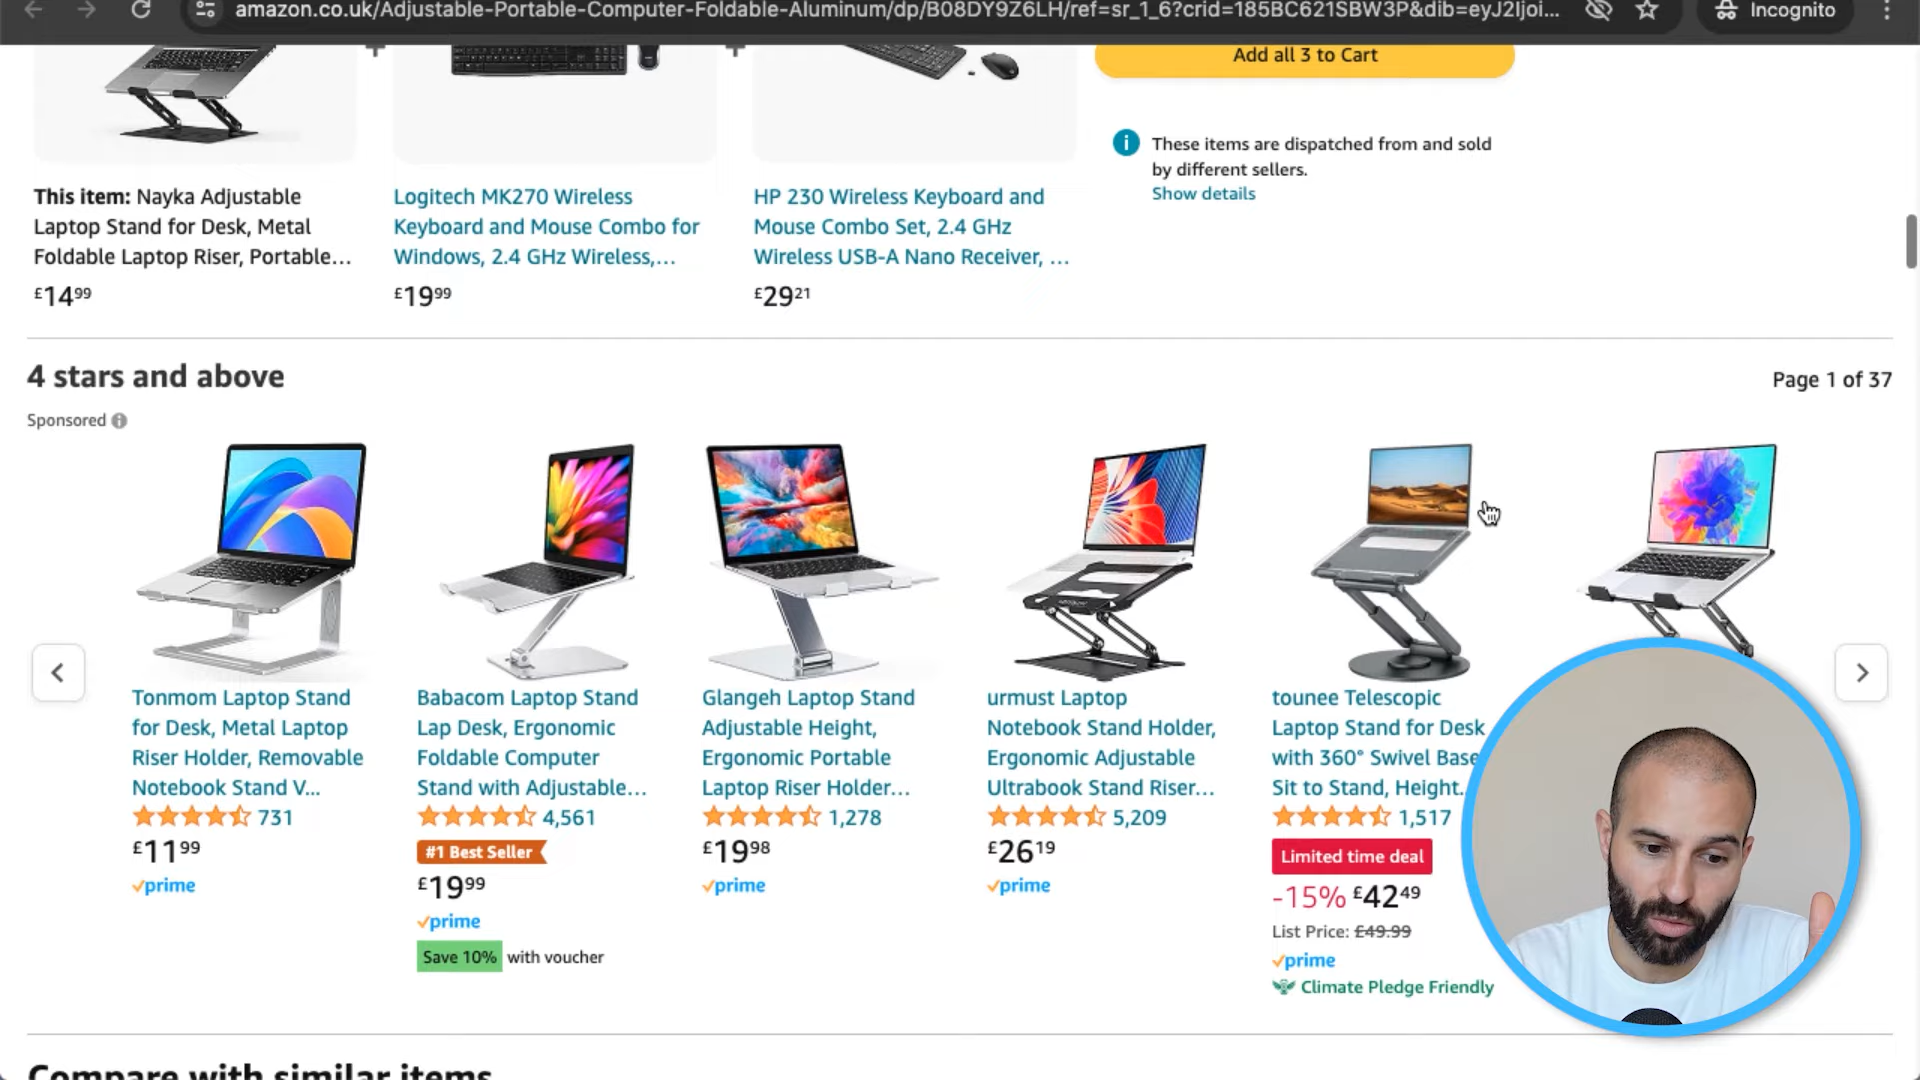 amazon.co.uk/Adjustable-Portable-Computer-Foldable-Aluminum/dp/B08DY9Z6LH/ref=sr_1_6?crid=185BC621SBW3P&dib=eyJ2Ijoi...
Incognito
Add all 3 to Cart
These items are dispatched from and sold
by different sellers.
Show details
This item: Nayka Adjustable
Laptop Stand for Desk, Metal
Foldable Laptop Riser, Portable...
£14.99
Logitech MK270 Wireless
Keyboard and Mouse Combo for
Windows, 2.4 GHz Wireless,...
£19.99
HP 230 Wireless Keyboard and
Mouse Combo Set, 2.4 GHz
Wireless USB-A Nano Receiver, ...
£29.21
4 stars and above
Page 1 of 37
Sponsored
Tonmom Laptop Stand
for Desk, Metal Laptop
Riser Holder, Removable
Notebook Stand V...
731
£11.99
prime
Babacom Laptop Stand
Lap Desk, Ergonomic
Foldable Computer
Stand with Adjustable...
4,561
#1 Best Seller
£19.99
prime
Save 10% with voucher
Glangeh Laptop Stand
Adjustable Height,
Ergonomic Portable
Laptop Riser Holder...
1,278
£19.98
prime
urmust Laptop
Notebook Stand Holder,
Ergonomic Adjustable
Ultrabook Stand Riser...
5,209
£26.19
prime
tounee Telescopic
Laptop Stand for Desk
with 360° Swivel Base
Sit to Stand, Height...
1,517
Limited time deal
-15% £42.49
List Price: £49.99
prime
Climate Pledge Friendly
Compare with similar items